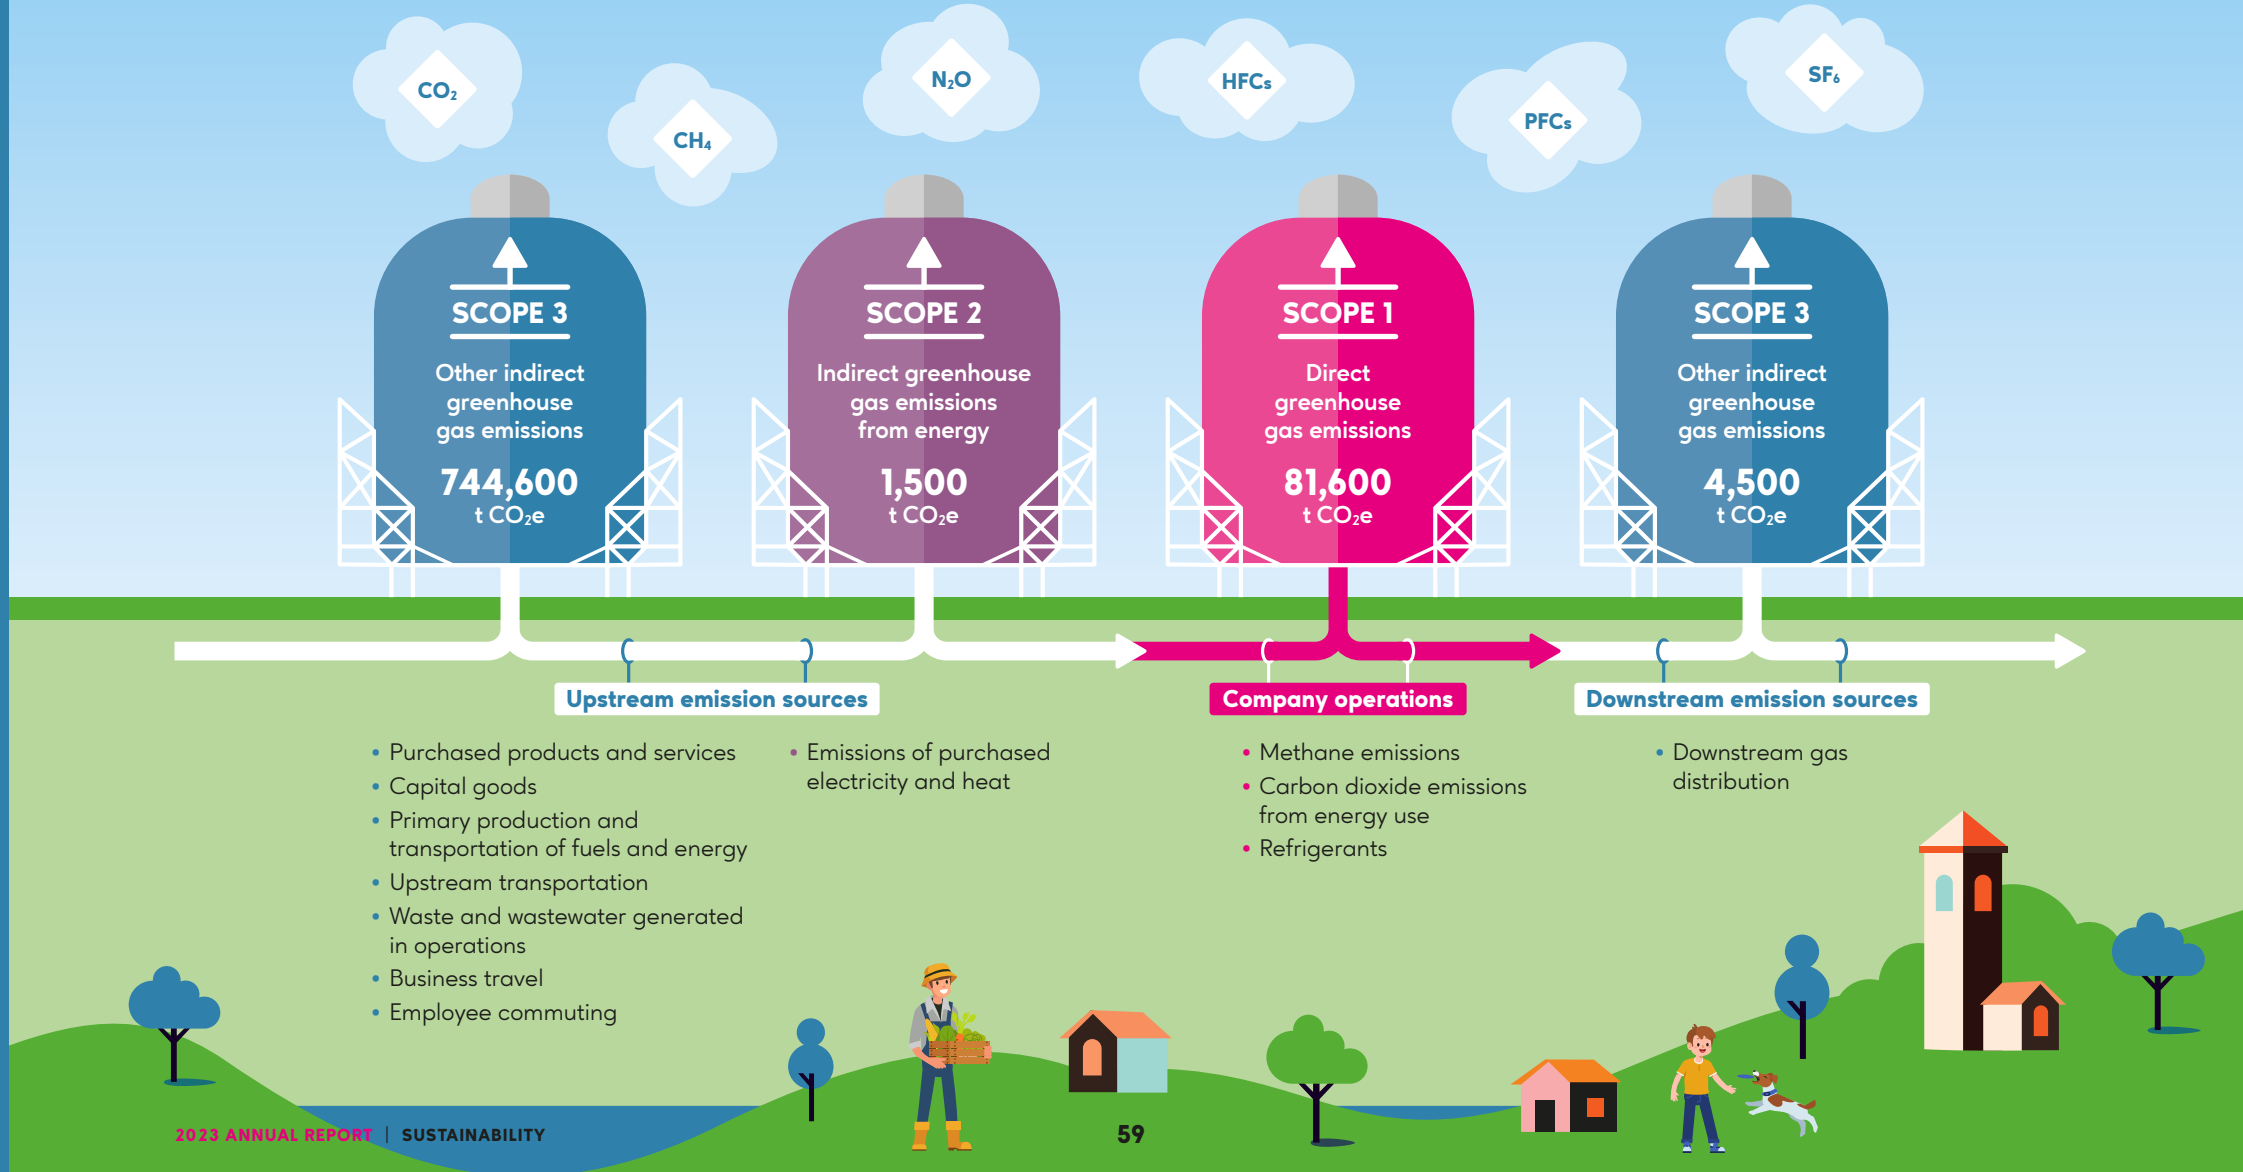 CO₂
CH₄
N₂O
HFCs
PFCs
SF₆
SCOPE 3
Other indirect
greenhouse
gas emissions
744,600
t CO₂e
SCOPE 2
Indirect greenhouse
gas emissions
from energy
1,500
t CO₂e
SCOPE 1
Direct
greenhouse
gas emissions
81,600
t CO₂e
SCOPE 3
Other indirect
greenhouse
gas emissions
4,500
t CO₂e
Upstream emission sources
• Purchased products and services
• Capital goods
• Primary production and
transportation of fuels and energy
• Upstream transportation
• Waste and wastewater generated
in operations
• Business travel
• Employee commuting
• Emissions of purchased
electricity and heat
Company operations
• Methane emissions
• Carbon dioxide emissions
from energy use
• Refrigerants
Downstream emission sources
• Downstream gas
distribution
2023 ANNUAL REPORT | SUSTAINABILITY
59